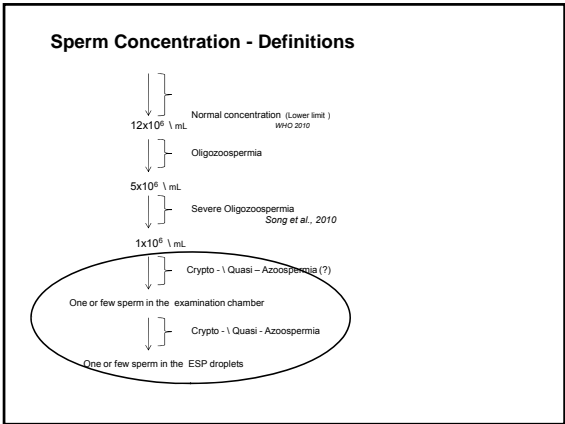 Sperm Concentration - Definitions
Normal concentration (Lower limit )
12x10⁶ \ mL
WHO 2010
Oligozoospermia
5x10⁶ \ mL
Severe Oligozoospermia
Song et al., 2010
1x10⁶ \ mL
Crypto - \ Quasi – Azoospermia (?)
One or few sperm in the examination chamber
Crypto - \ Quasi - Azoospermia
One or few sperm in the ESP droplets